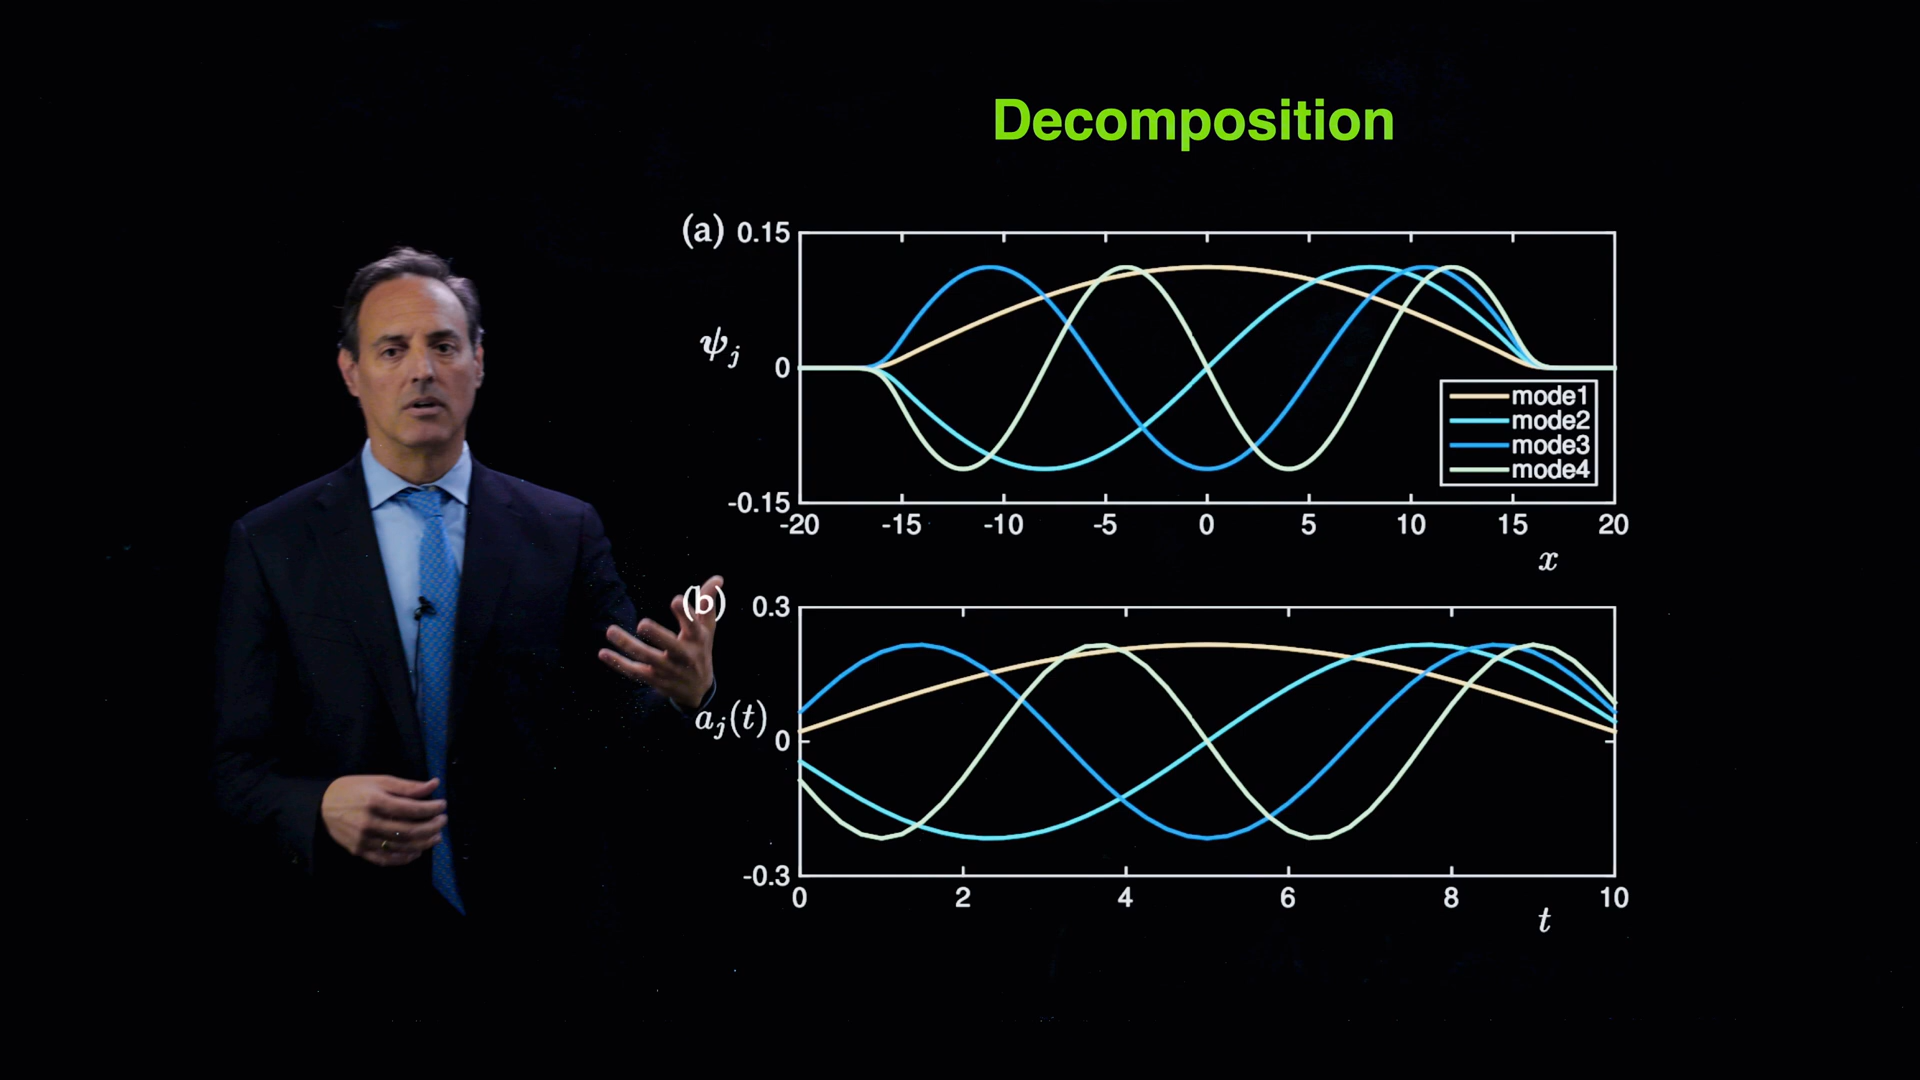 Decomposition
(a)
0.15
ψj
0
-0.15
mode1
mode2
mode3
mode4
-20 -15 -10 -5 0 5 10 15 20
x
(b)
0.3
aj(t)
0
-0.3
0 2 4 6 8 10
t